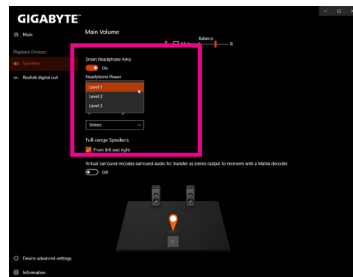 GIGABYTE™
Main
Main Volume
Balance
R
Playback Devices
Smart Headphone Amp
Speakers
On
Realtek digital out
Headphone Power
Level 1
Level 2
Level 3
Stereo
Full-range Speakers
Front left and right
Virtual Surround encodes surround audio for transfer as stereo output to receivers with a Matrix decoder.
Off
Device advanced settings
Information